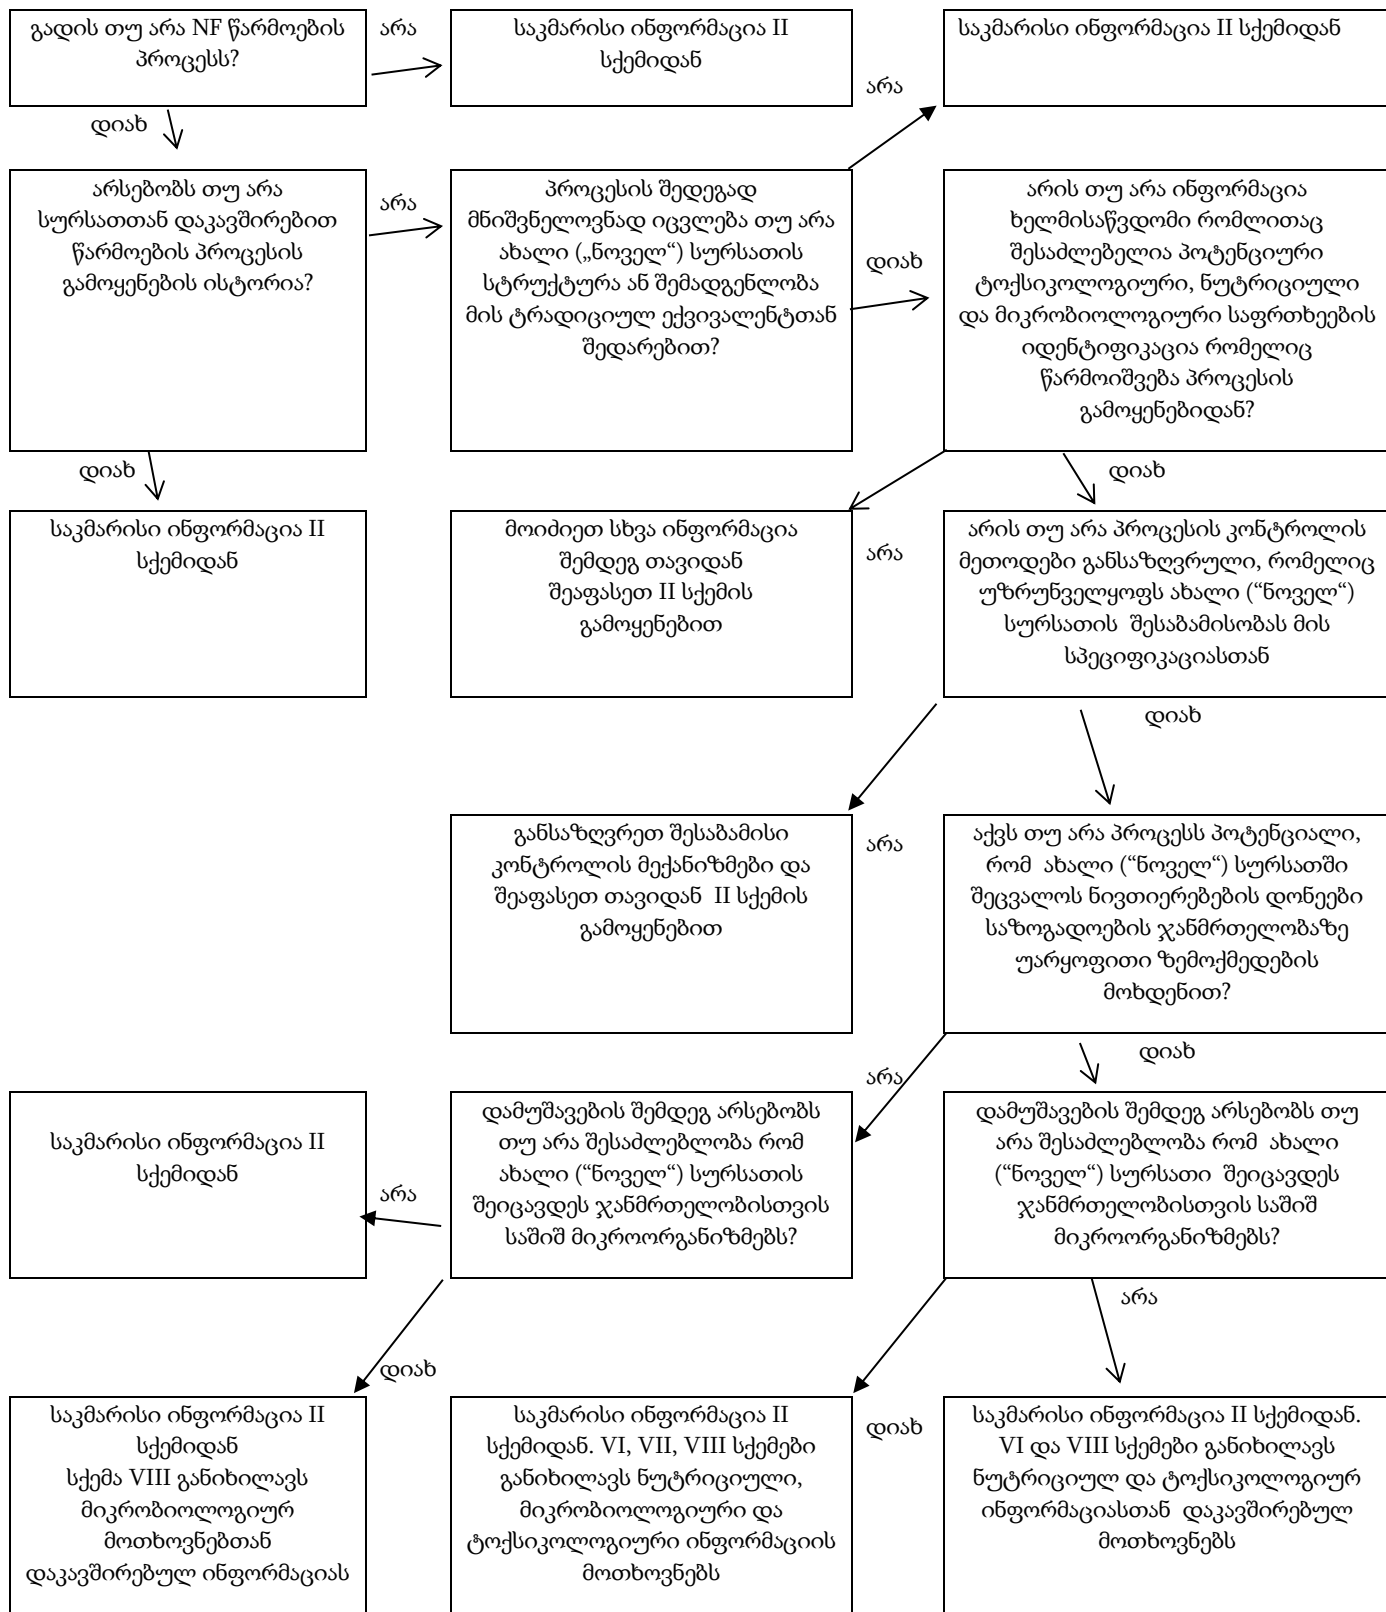 გადის თუ არა NF წარმოების
პროცესს?
არა
საკმარისი ინფორმაცია II
სქემიდან
არა
საკმარისი ინფორმაცია II სქემიდან
დიახ
არსებობს თუ არა
სურსათთან დაკავშირებით
წარმოების პროცესის
გამოყენების ისტორია?
არა
პროცესის შედეგად
მნიშვნელოვნად იცვლება თუ არა
ახალი („ნოველ“) სურსათის
სტრუქტურა ან შემადგენლობა
მის ტრადიციულ ექვივალენტთან
შედარებით?
დიახ
არის თუ არა ინფორმაცია
ხელმისაწვდომი რომლითაც
შესაძლებელია პოტენციური
ტოქსიკოლოგიური, ნუტრიციული
და მიკრობიოლოგიური საფრთხეების
იდენტიფიკაცია რომელიც
წარმოიშვება პროცესის
გამოყენებიდან?
დიახ
საკმარისი ინფორმაცია II
სქემიდან
მოიძიეთ სხვა ინფორმაცია
შემდეგ თავიდან
შეაფასეთ II სქემის
გამოყენებით
არა
დიახ
არის თუ არა პროცესის კონტროლის
მეთოდები განსაზღვრული, რომელიც
უზრუნველყოფს ახალი (“ნოველ“)
სურსათის  შესაბამისობას მის
სპეციფიკაციასთან
დიახ
განსაზღვრეთ შესაბამისი
კონტროლის მექანიზმები და
შეაფასეთ თავიდან  II სქემის
გამოყენებით
არა
აქვს თუ არა პროცესს პოტენციალი,
რომ  ახალი (“ნოველ“) სურსათში
შეცვალოს ნივთიერებების დონეები
საზოგადოების ჯანმრთელობაზე
უარყოფითი ზემოქმედების
მოხდენით?
დიახ
არა
საკმარისი ინფორმაცია II
სქემიდან
არა
დამუშავების შემდეგ არსებობს
თუ არა შესაძლებლობა რომ
ახალი (“ნოველ“) სურსათის
შეიცავდეს ჯანმრთელობისთვის
საშიშ მიკროორგანიზმებს?
დამუშავების შემდეგ არსებობს თუ
არა შესაძლებლობა რომ  ახალი
(“ნოველ“) სურსათი  შეიცავდეს
ჯანმრთელობისთვის საშიშ
მიკროორგანიზმებს?
არა
დიახ
საკმარისი ინფორმაცია II
სქემიდან
სქემა VIII განიხილავს
მიკრობიოლოგიურ
მოთხოვნებთან
დაკავშირებულ ინფორმაციას
საკმარისი ინფორმაცია II
სქემიდან. VI, VII, VIII სქემები
განიხილავს ნუტრიციული,
მიკრობიოლოგიური და
ტოქსიკოლოგიური ინფორმაციის
მოთხოვნებს
დიახ
საკმარისი ინფორმაცია II სქემიდან.
VI და VIII სქემები განიხილავს
ნუტრიციულ და ტოქსიკოლოგიურ
ინფორმაციასთან  დაკავშირებულ
მოთხოვნებს